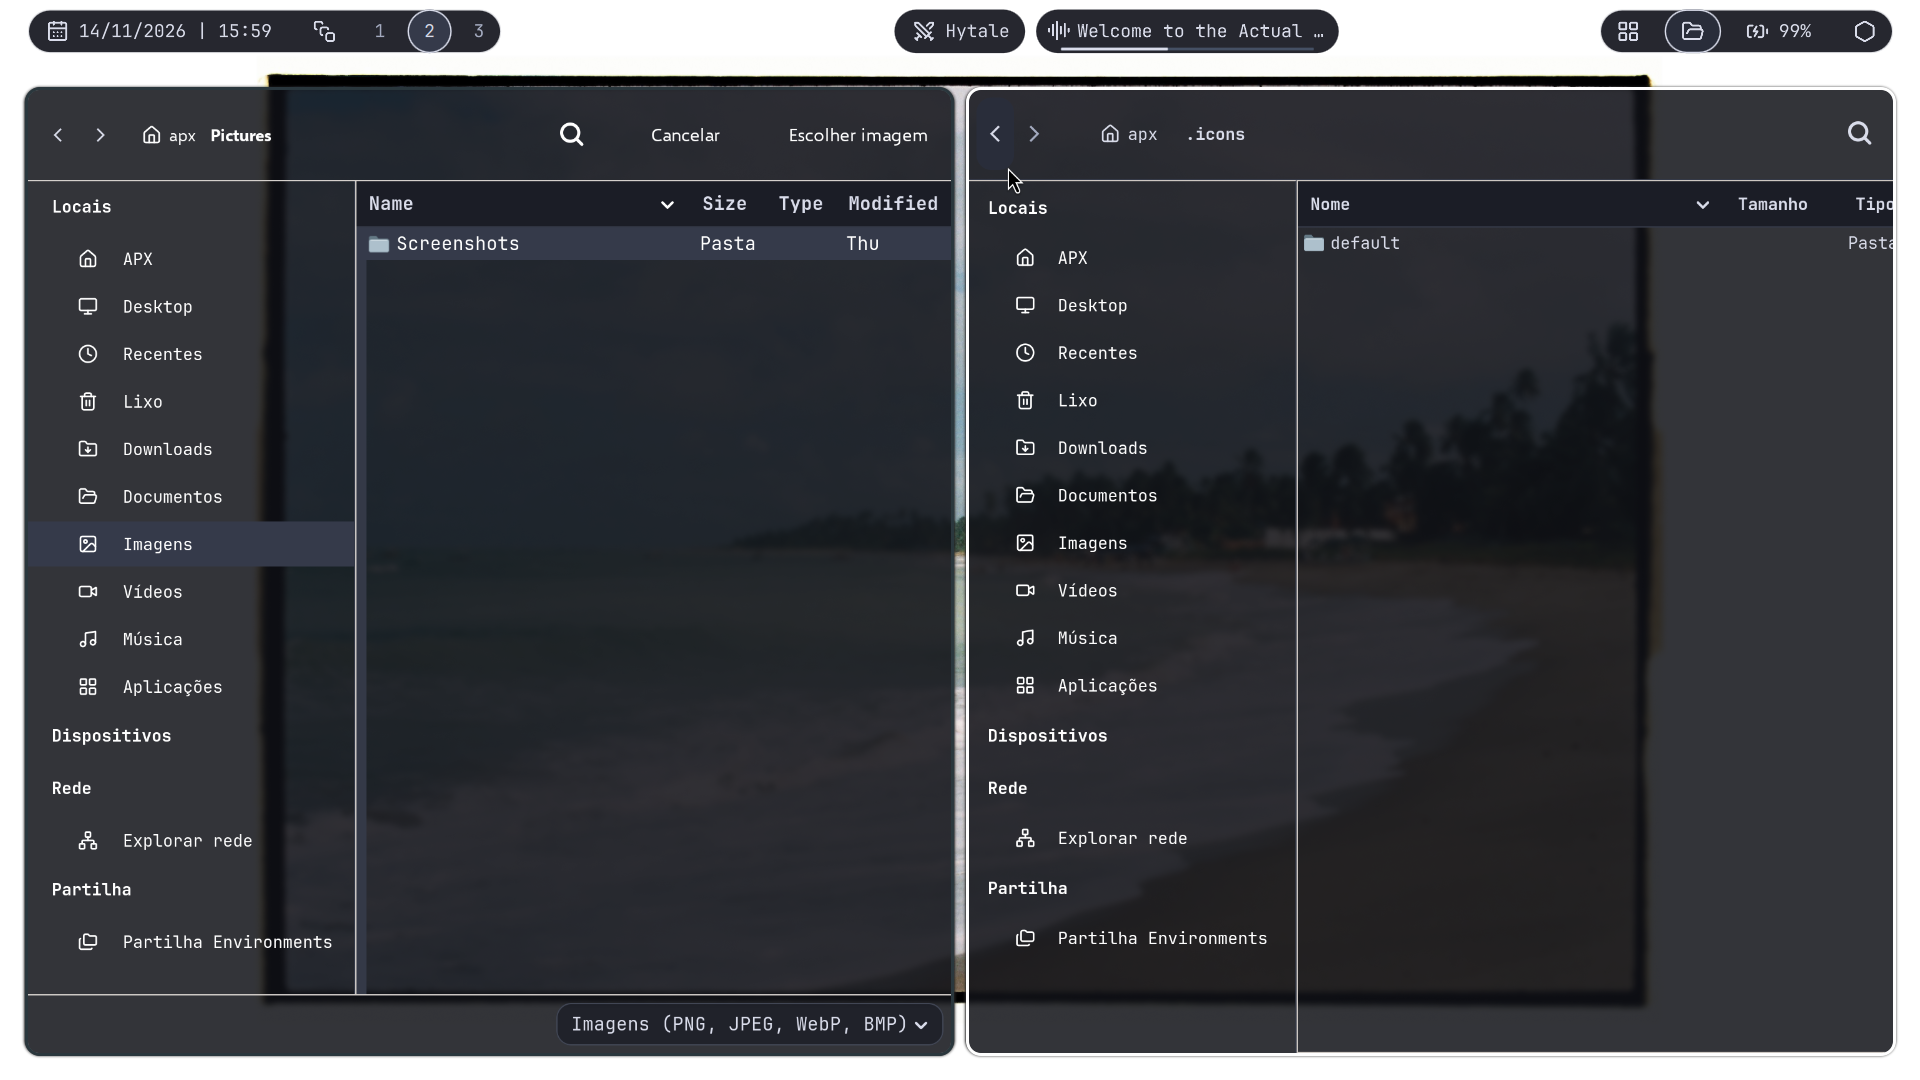 14/11/2026 | 15:59
1 2 3
Hytale
Welcome to the Actual …
99%
apx Pictures
Cancelar
Escolher imagem
Locais
APX
Desktop
Recentes
Lixo
Downloads
Documentos
Imagens
Vídeos
Música
Aplicações
Dispositivos
Rede
Explorar rede
Partilha
Partilha Environments
Name Size Type Modified
Screenshots Pasta Thu
Imagens (PNG, JPEG, WebP, BMP)
apx .icons
Locais
APX
Desktop
Recentes
Lixo
Downloads
Documentos
Imagens
Vídeos
Música
Aplicações
Dispositivos
Rede
Explorar rede
Partilha
Partilha Environments
Nome Tamanho Tipo
default Pasta